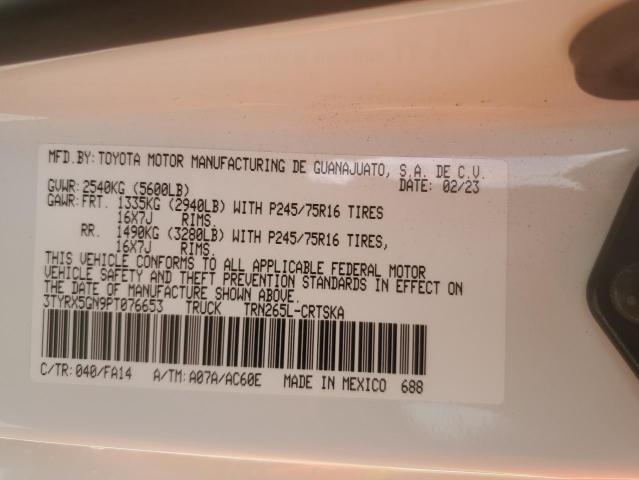 MFD.BY:TOYOTA MOTOR MANUFACTURING DE GUANAJUATO, S.A. DE C.V.
GVWR:2540KG (5600LB) DATE: 02/23
GAWR:FRT. 1335KG (2940LB) WITH P245/75R16 TIRES
16X7J RIMS.
RR. 1490KG (3280LB) WITH P245/75R16 TIRES,
16X7J RIMS.
THIS VEHICLE CONFORMS TO ALL APPLICABLE FEDERAL MOTOR
VEHICLE SAFETY AND THEFT PREVENTION STANDARDS IN EFFECT ON
THE DATE OF MANUFACTURE SHOWN ABOVE.
3TYRX5GN9PT076653 TRUCK TRN265L-CRTSKA
C/TR:040/FA14 A/TM:A07A/AC60E MADE IN MEXICO 688